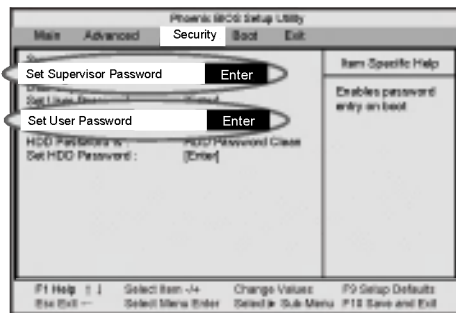 Phoenix BIOS Setup Utility
Main Advanced Security Boot Exit
Item Specific Help
Set Supervisor Password Enter
Enables password
entry on boot
Set User Password Enter
HDD Password is : HDD Password Clean
Set HDD Password : [Enter]
F1 Help Select Item -/+ Change Values F9 Setup Defaults
Esc Exit Select Menu Enter Select Sub-Menu F10 Save and Exit